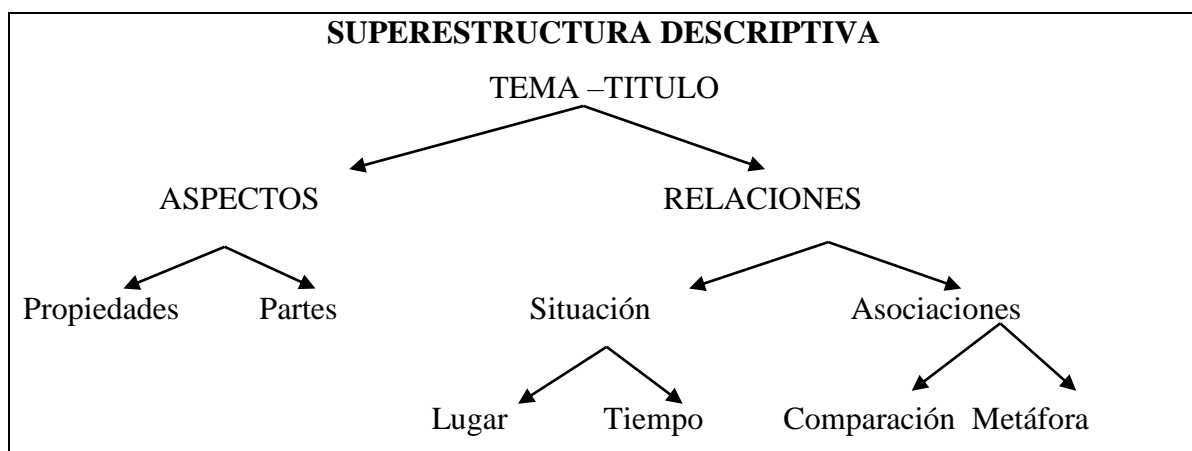 SUPERESTRUCTURA DESCRIPTIVA
TEMA –TITULO
ASPECTOS RELACIONES
Propiedades Partes Situación Asociaciones
Lugar Tiempo Comparación Metáfora